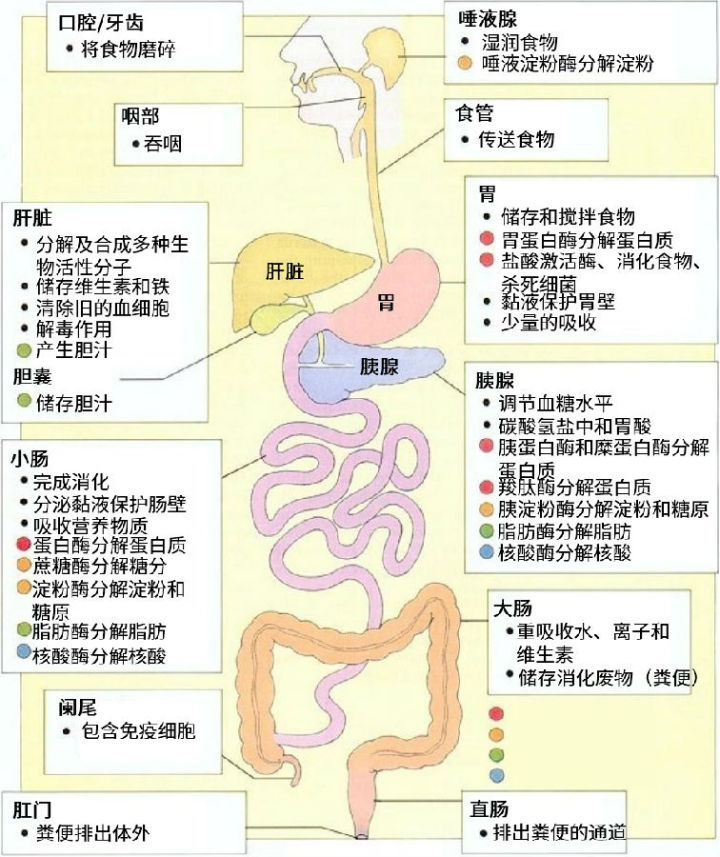 口腔/牙齿
• 将食物磨碎
唾液腺
• 湿润食物
唾液淀粉酶分解淀粉
咽部
•吞咽
食管
• 传送食物
肝脏
• 分解及合成多种生
物活性分子
• 储存维生素和铁
• 清除旧的血细胞
• 解毒作用
产生胆汁
胆囊
储存胆汁
肝脏
胃
胰腺
胃
• 储存和搅拌食物
胃蛋白酶分解蛋白质
盐酸激活酶、消化食物、
杀死细菌
• 黏液保护胃壁
• 少量的吸收
胰腺
• 调节血糖水平
• 碳酸氢盐中和胃酸
胰蛋白酶和糜蛋白酶分解
蛋白质
羧肽酶分解蛋白质
胰淀粉酶分解淀粉和糖原
脂肪酶分解脂肪
核酸酶分解核酸
小肠
• 完成消化
• 分泌黏液保护肠壁
• 吸收营养物质
蛋白酶分解蛋白质
蔗糖酶分解糖分
淀粉酶分解淀粉和
糖原
脂肪酶分解脂肪
核酸酶分解核酸
大肠
•重吸收水、离子和
维生素
•储存消化废物（粪便）
阑尾
• 包含免疫细胞
肛门
• 粪便排出体外
直肠
•排出粪便的通道